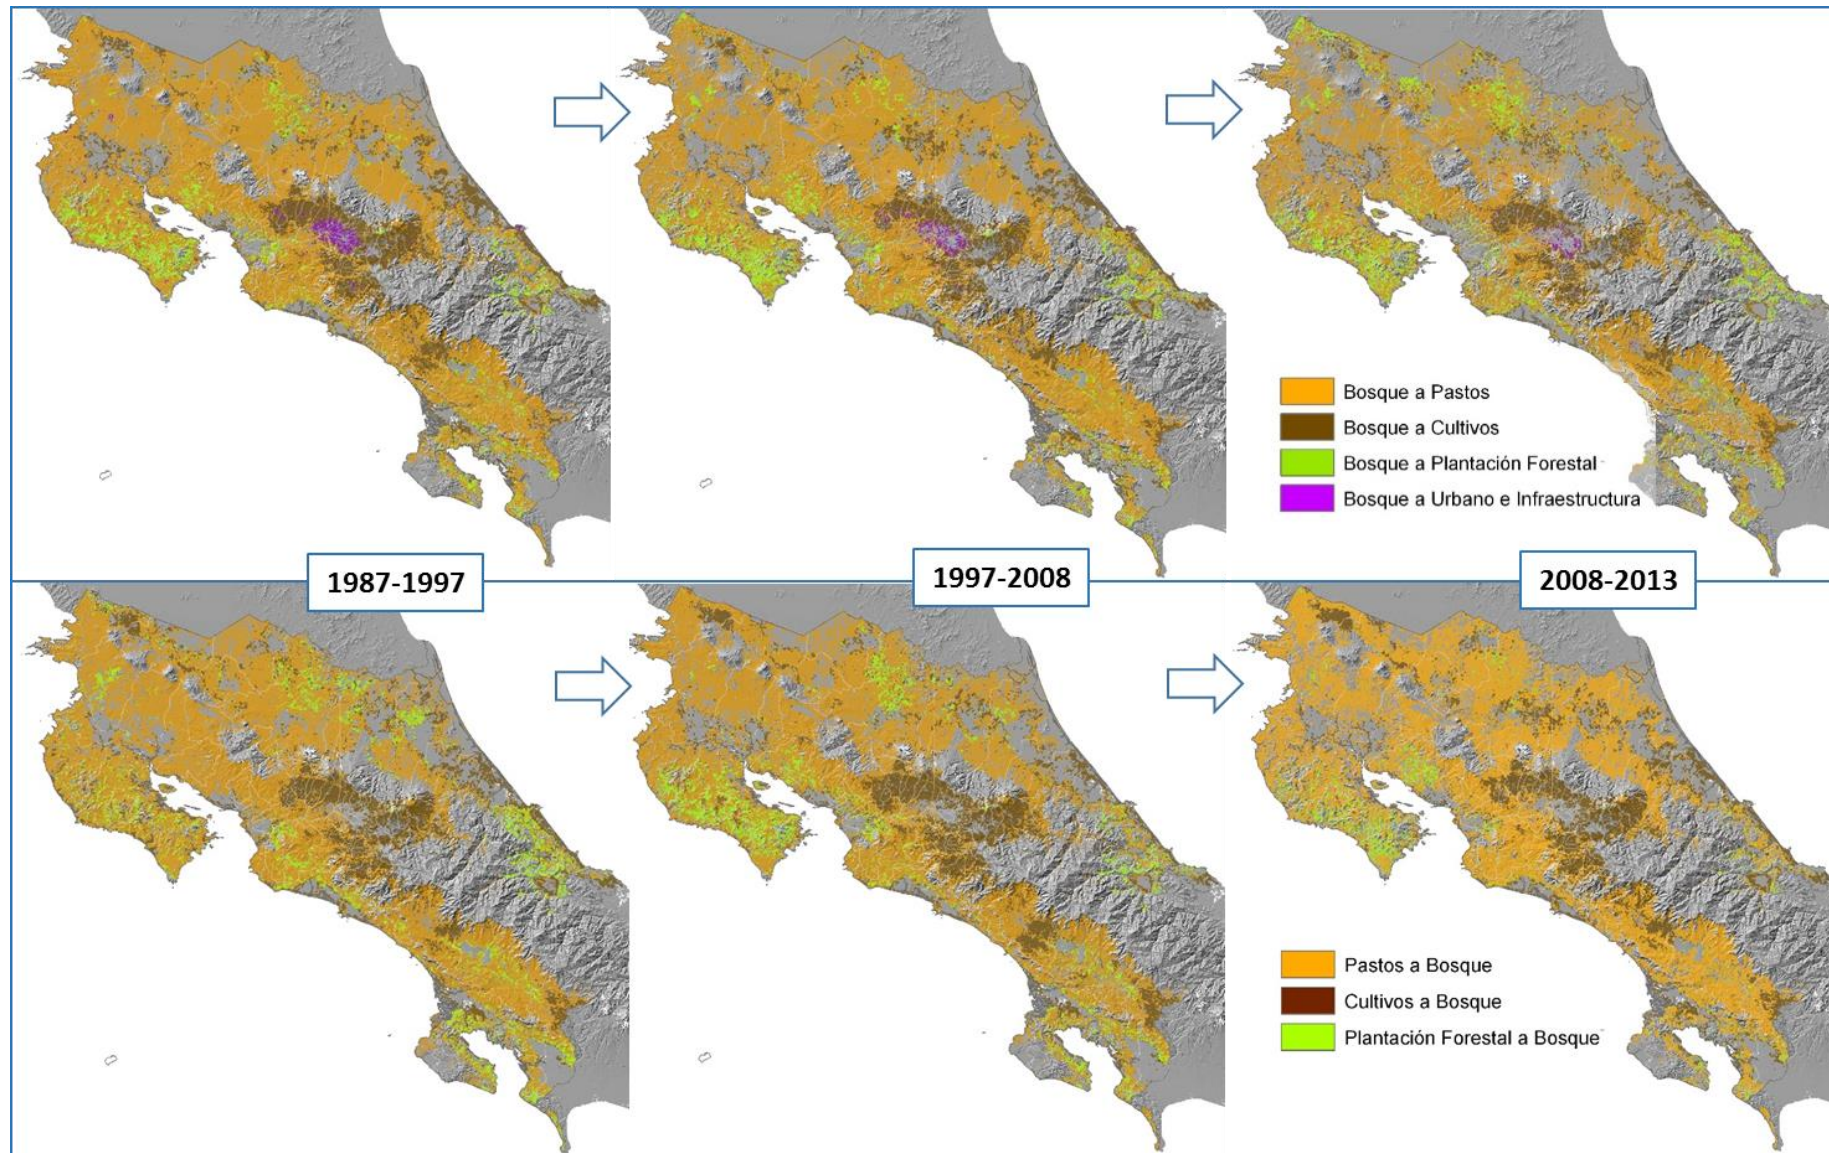 Bosque a Pastos
Bosque a Cultivos
Bosque a Plantación Forestal
Bosque a Urbano e Infraestructura
1987-1997
1997-2008
2008-2013
Pastos a Bosque
Cultivos a Bosque
Plantación Forestal a Bosque